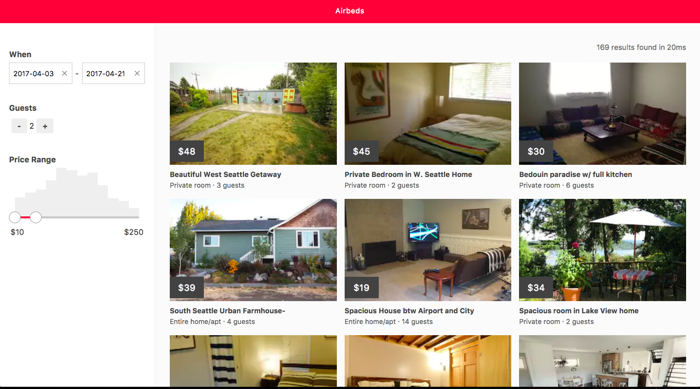 Airbeds
169 results found in 20ms
When
2017-04-03 × - 2017-04-21 ×
Guests
- 2 +
Price Range
$10 $250
$48
Beautiful West Seattle Getaway
Private room · 3 guests
$45
Private Bedroom in W. Seattle Home
Private room · 2 guests
$30
Bedouin paradise w/ full kitchen
Private room · 6 guests
$39
South Seattle Urban Farmhouse-
Entire home/apt · 4 guests
$19
Spacious House btw Airport and City
Entire home/apt · 14 guests
$34
Spacious room in Lake View home
Private room · 2 guests